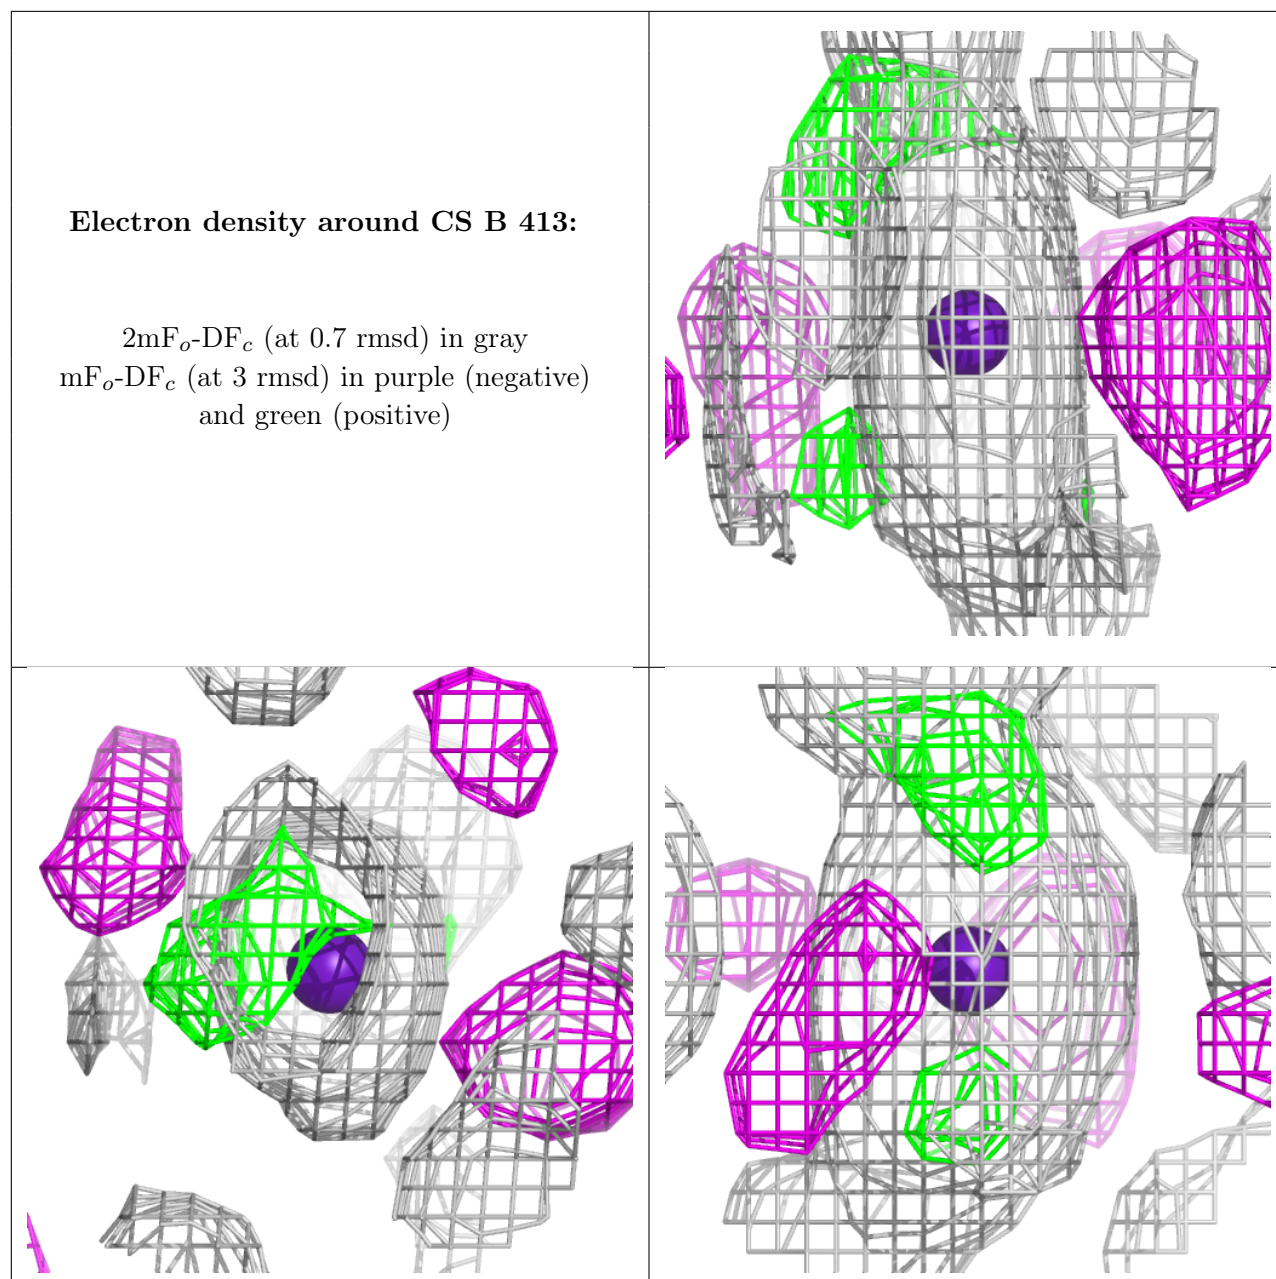 Electron density around CS B 413:
2mFo-DFc (at 0.7 rmsd) in gray
mFo-DFc (at 3 rmsd) in purple (negative)
and green (positive)